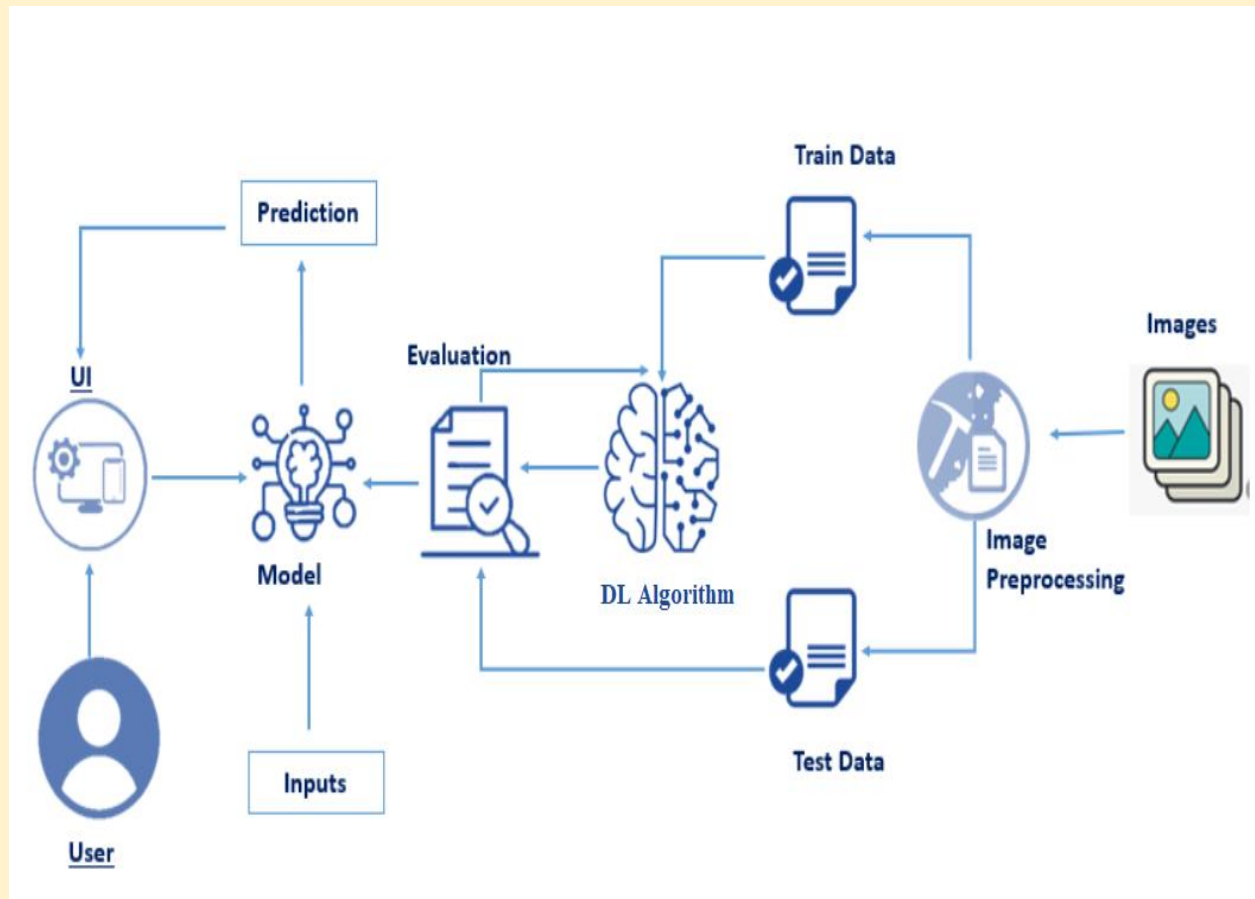 Train Data
Prediction
Images
Evaluation
UI
Image
Preprocessing
Model
DL Algorithm
Test Data
Inputs
User